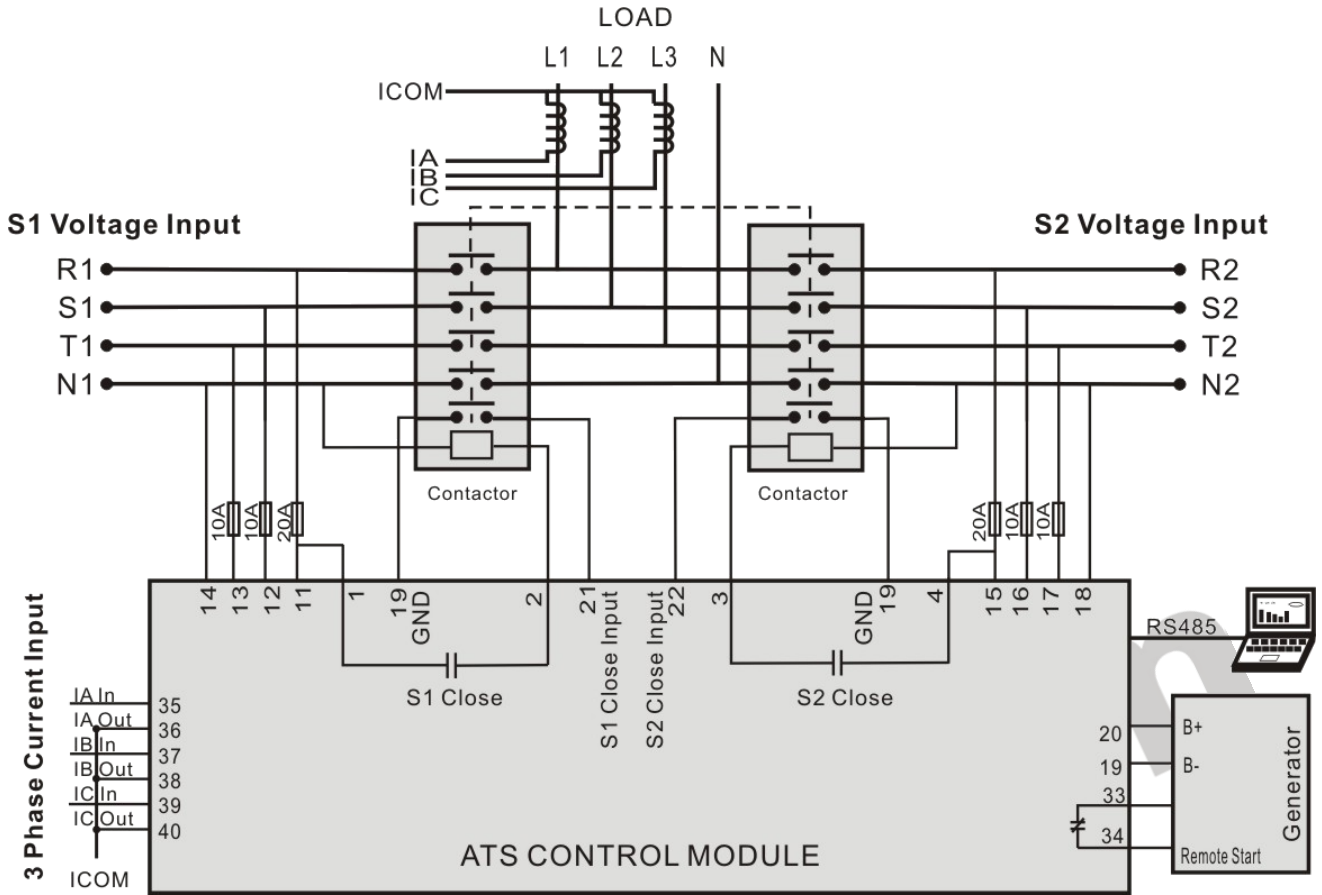 LOAD
L1 L2 L3 N
ICOM
IA
IB
IC
S1 Voltage Input
S2 Voltage Input
R1
S1
T1
N1
R2
S2
T2
N2
Contactor
Contactor
10A 10A 20A
20A 10A 10A
14 13 12 11 1 19 GND 2 21 22 3 GND 19 4 15 16 17 18
S1 Close Input
S2 Close Input
S1 Close
S2 Close
RS485
3 Phase Current Input
IA In 35
IA Out 36
IB In 37
IB Out 38
IC In 39
IC Out 40
ICOM
20 B+
19 B-
33
34 Remote Start
Generator
ATS CONTROL MODULE